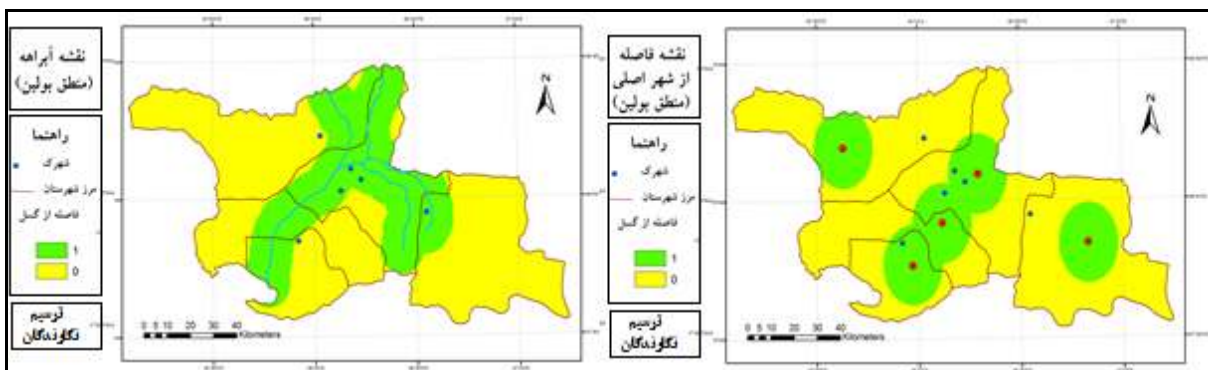 نقشه آبراهه
(منطق بولین)
راهنما
شهرک
مرز شهرستان
فاصله از گسل
1
0
ترسیم
نگارندگان
N
0 5 10 20 30 40
Kilometers
نقشه فاصله
از شهر اصلی
(منطق بولین)
راهنما
شهرک
مرز شهرستان
فاصله از گسل
1
0
ترسیم
نگارندگان
N
0 5 10 20 30 40
Kilometers